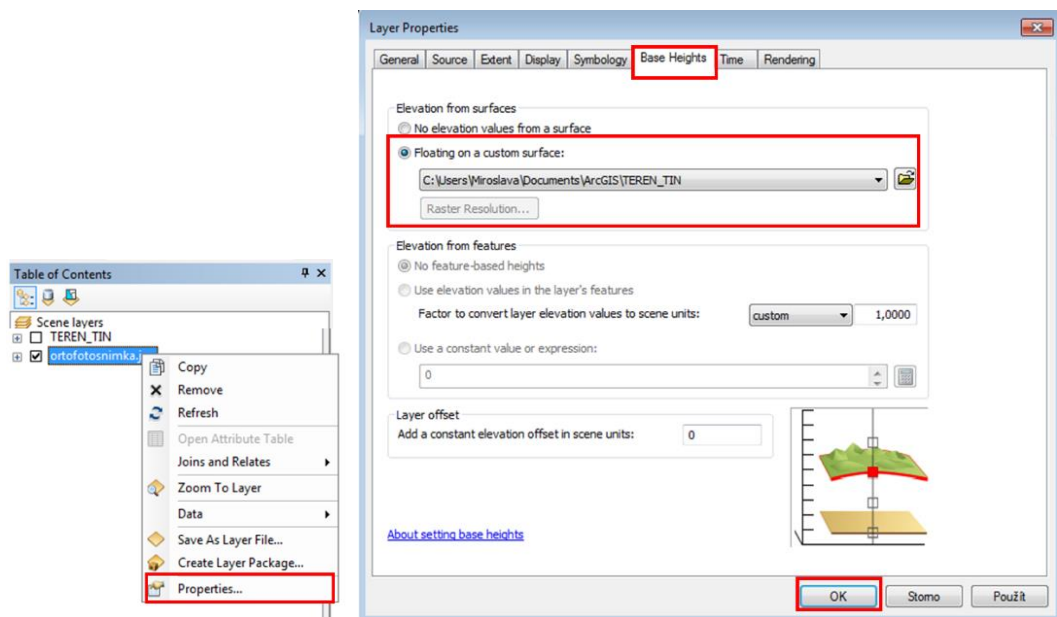 Table of Contents
Scene layers
TEREN_TIN
ortofotosnimka.j
Copy
Remove
Refresh
Open Attribute Table
Joins and Relates
Zoom To Layer
Data
Save As Layer File...
Create Layer Package...
Properties...
Layer Properties
General Source Extent Display Symbology Base Heights Time Rendering
Elevation from surfaces
No elevation values from a surface
Floating on a custom surface:
C:\Users\Miroslava\Documents\ArcGIS\TEREN_TIN
Raster Resolution...
Elevation from features
No feature-based heights
Use elevation values in the layer's features
Factor to convert layer elevation values to scene units: custom 1,0000
Use a constant value or expression:
0
Layer offset
Add a constant elevation offset in scene units: 0
About setting base heights
OK Storno Použít